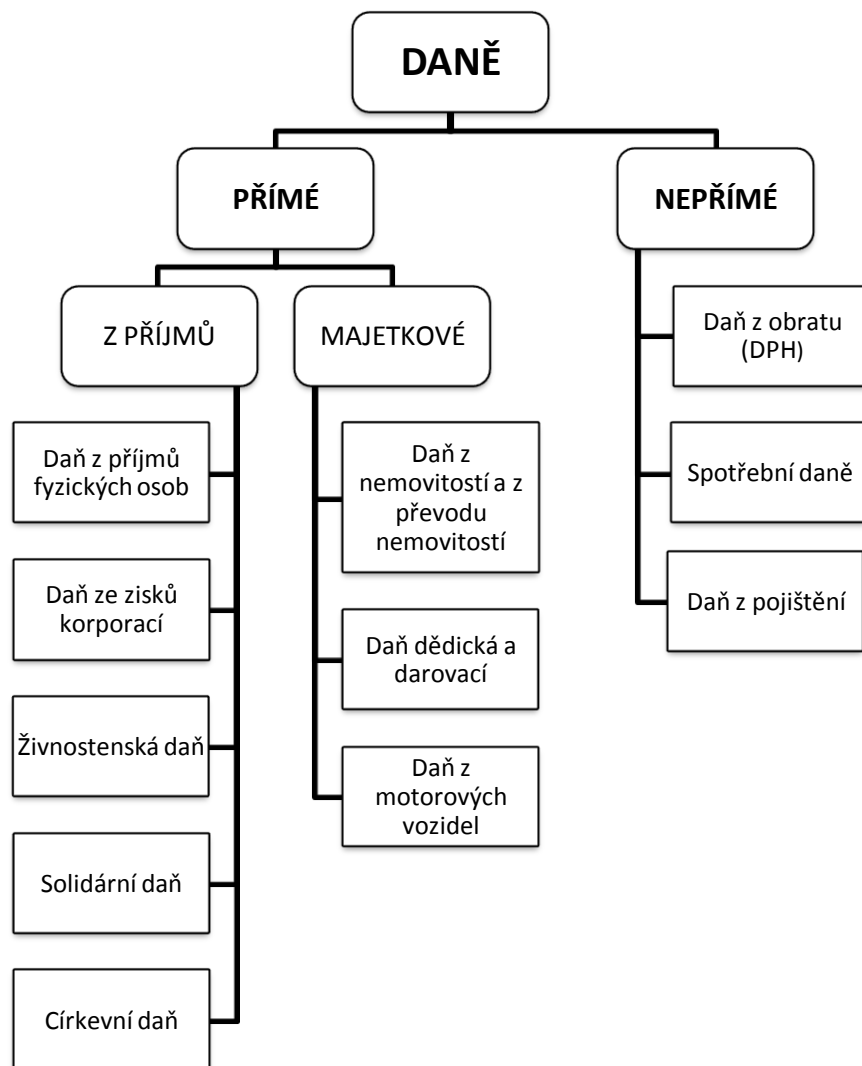 DANĚ
PŘÍMÉ
NEPŘÍMÉ
Z PŘÍJMŮ
MAJETKOVÉ
Daň z příjmů
fyzických osob
Daň ze zisků
korporací
Živnostenská daň
Solidární daň
Církevní daň
Daň z
nemovitostí a z
převodu
nemovitostí
Daň dědická a
darovací
Daň z
motorových
vozidel
Daň z obratu
(DPH)
Spotřební daně
Daň z pojištění